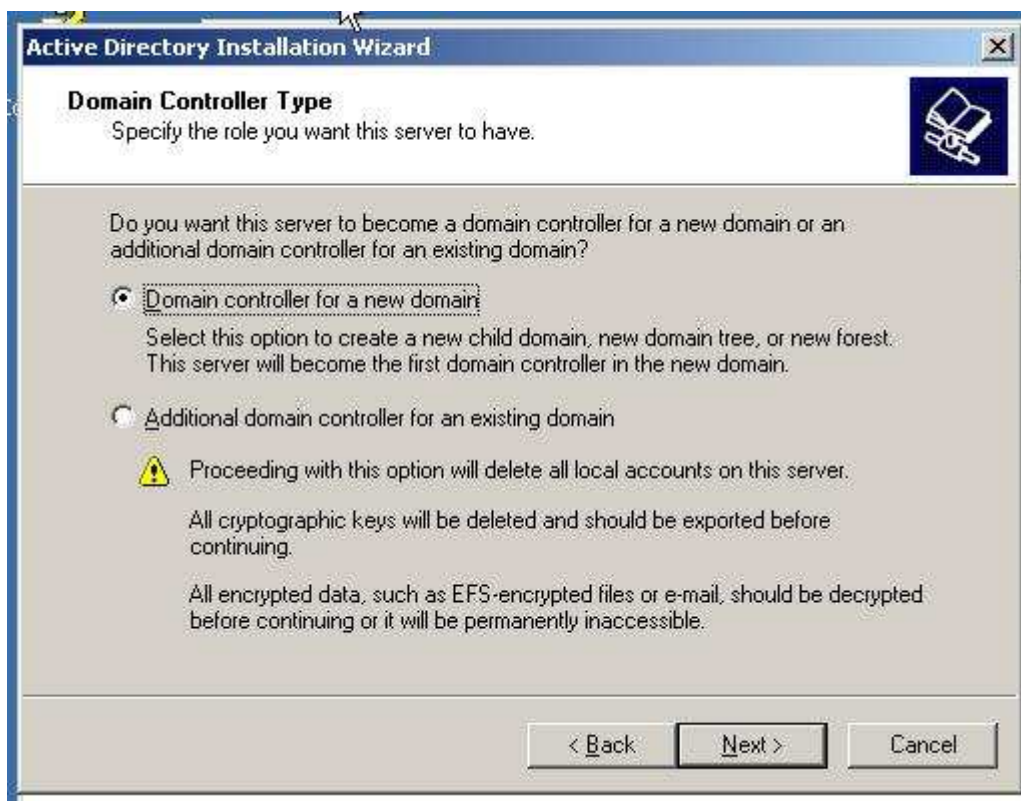 Active Directory Installation Wizard
Domain Controller Type
Specify the role you want this server to have.
Do you want this server to become a domain controller for a new domain or an
additional domain controller for an existing domain?
Domain controller for a new domain
Select this option to create a new child domain, new domain tree, or new forest.
This server will become the first domain controller in the new domain.
Additional domain controller for an existing domain
Proceeding with this option will delete all local accounts on this server.
All cryptographic keys will be deleted and should be exported before
continuing.
All encrypted data, such as EFS-encrypted files or e-mail, should be decrypted
before continuing or it will be permanently inaccessible.
< Back Next > Cancel